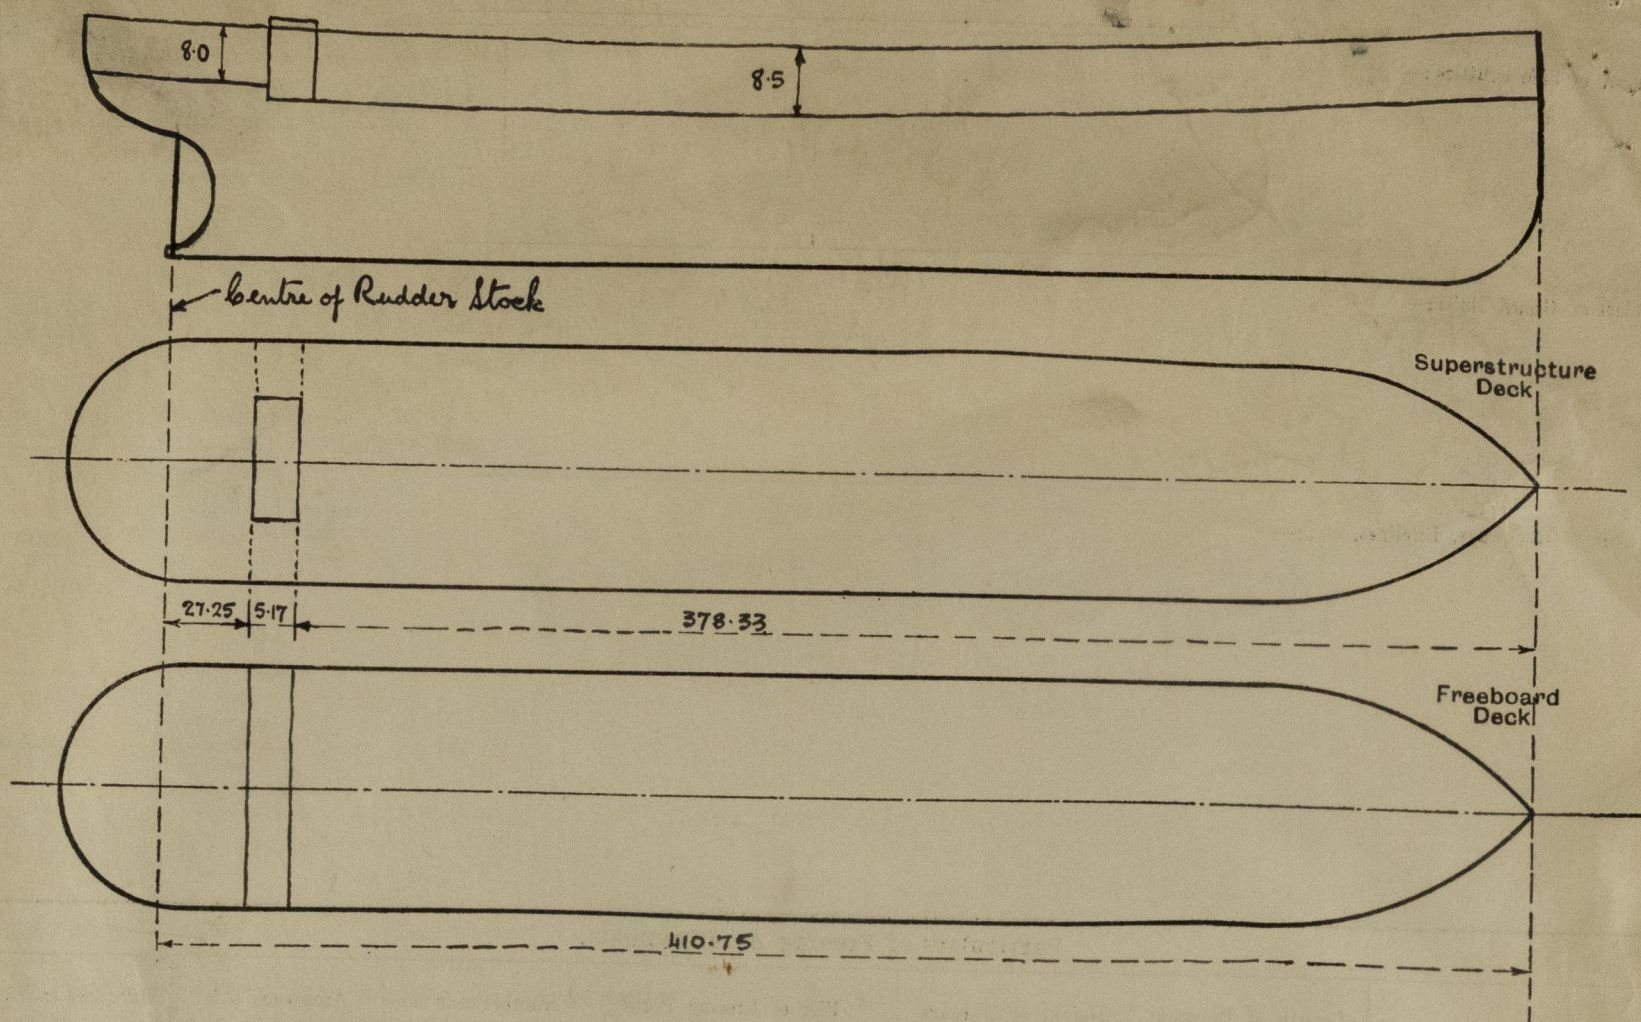 8·0
8·5
Centre of Rudder Stock
Superstructure
Deck
27·25 5·17 378·33
Freeboard
Deck
410·75